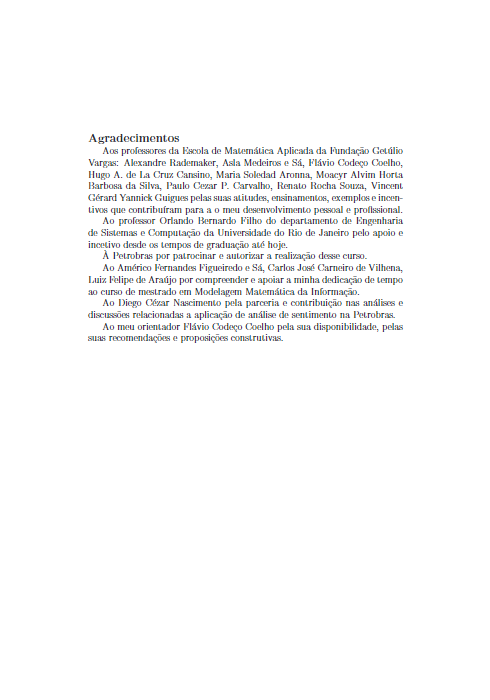 Agradecimentos
Aos professores da Escola de Matemática Aplicada da Fundação Getúlio
Vargas: Alexandre Rademaker, Asla Medeiros e Sá, Flávio Codeço Coelho,
Hugo A. de La Cruz Cansino, Maria Soledad Aronna, Moacyr Alvim Horta
Barbosa da Silva, Paulo Cezar P. Carvalho, Renato Rocha Souza, Vincent
Gérard Yannick Guigues pelas suas atitudes, ensinamentos, exemplos e incen-
tivos que contribuíram para a o meu desenvolvimento pessoal e profissional.
Ao professor Orlando Bernardo Filho do departamento de Engenharia
de Sistemas e Computação da Universidade do Rio de Janeiro pelo apoio e
incetivo desde os tempos de graduação até hoje.
À Petrobras por patrocinar e autorizar a realização desse curso.
Ao Américo Fernandes Figueiredo e Sá, Carlos José Carneiro de Vilhena,
Luiz Felipe de Araújo por compreender e apoiar a minha dedicação de tempo
ao curso de mestrado em Modelagem Matemática da Informação.
Ao Diego Cézar Nascimento pela parceria e contribuição nas análises e
discussões relacionadas a aplicação de análise de sentimento na Petrobras.
Ao meu orientador Flávio Codeço Coelho pela sua disponibilidade, pelas
suas recomendações e proposições construtivas.